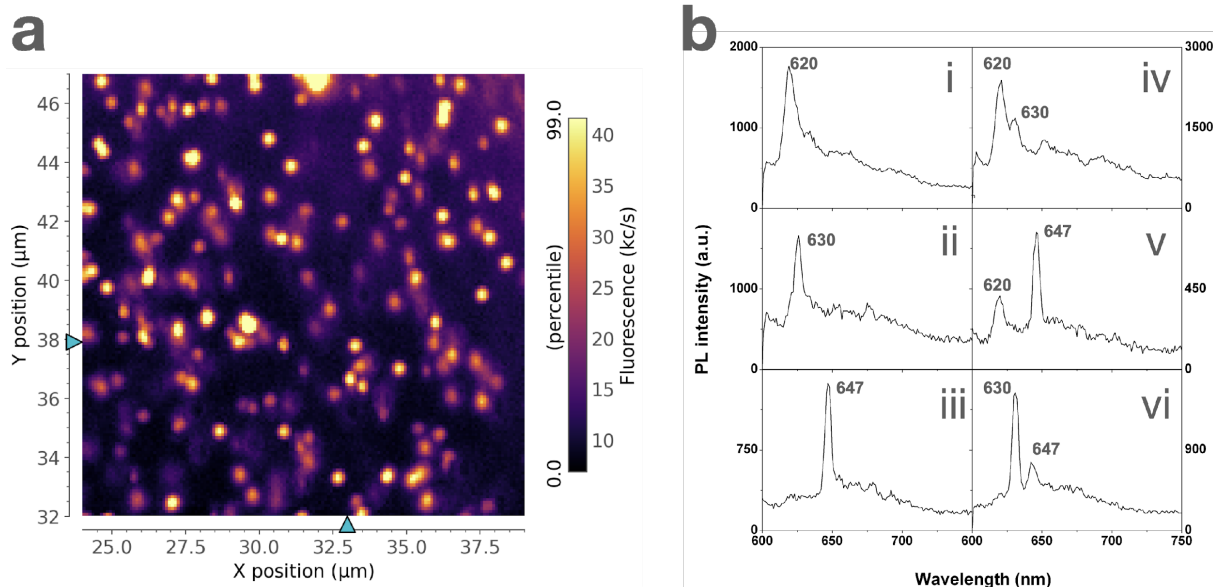 a
46
44
42
40
38
36
34
32
Y position (µm)
25.0 27.5 30.0 32.5 35.0 37.5
X position (µm)
99.0
(percentile)
0.0
40
35
30
25
20
15
10
Fluorescence (kc/s)
b
PL intensity (a.u.)
2000
1000
0
620
i
3000
1500
0
620
630
iv
1000
0
630
ii
450
0
620
647
v
750
0
647
iii
900
0
630
647
vi
600 650 700 600 650 700 750
Wavelength (nm)